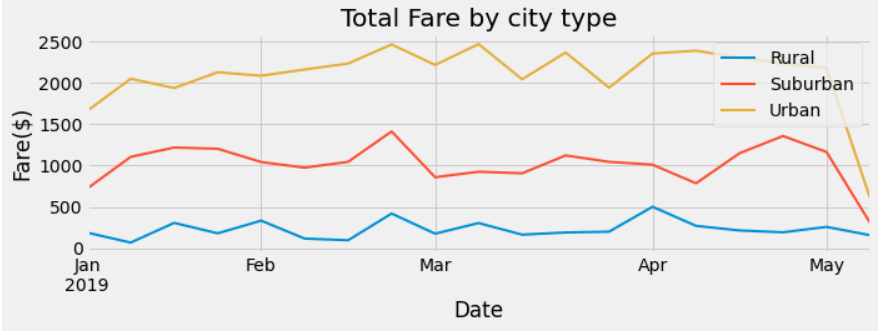 Total Fare by city type
2500
2000
1500
1000
500
0
Fare($)
Rural
Suburban
Urban
Jan
2019
Feb
Mar
Apr
May
Date